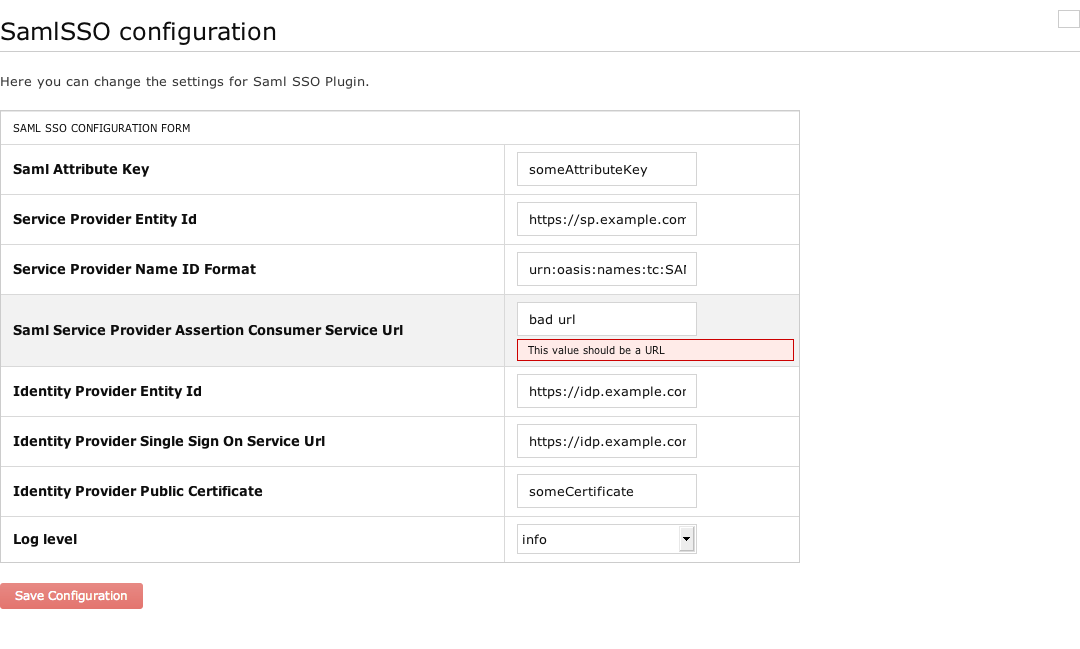 SamlSSO configuration
Here you can change the settings for Saml SSO Plugin.
SAML SSO CONFIGURATION FORM
Saml Attribute Key
someAttributeKey
Service Provider Entity Id
https://sp.example.com
Service Provider Name ID Format
urn:oasis:names:tc:SAM
Saml Service Provider Assertion Consumer Service Url
bad url
This value should be a URL
Identity Provider Entity Id
https://idp.example.com
Identity Provider Single Sign On Service Url
https://idp.example.com
Identity Provider Public Certificate
someCertificate
Log level
info
Save Configuration